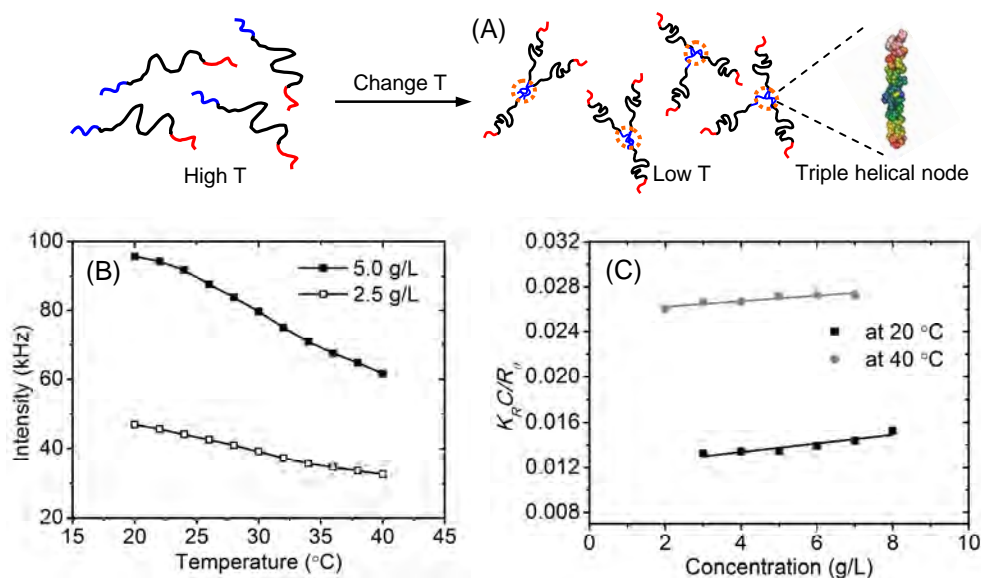 (A)
Change T
High T
Low T
Triple helical node
(B)
100
80
60
40
20
15 20 25 30 35 40 45
Intensity (kHz)
Temperature (°C)
5.0 g/L
2.5 g/L
(C)
0.032
0.028
0.024
0.020
0.016
0.012
0.008
0 2 4 6 8 10
K_RC/R_θ
Concentration (g/L)
at 20 °C
at 40 °C